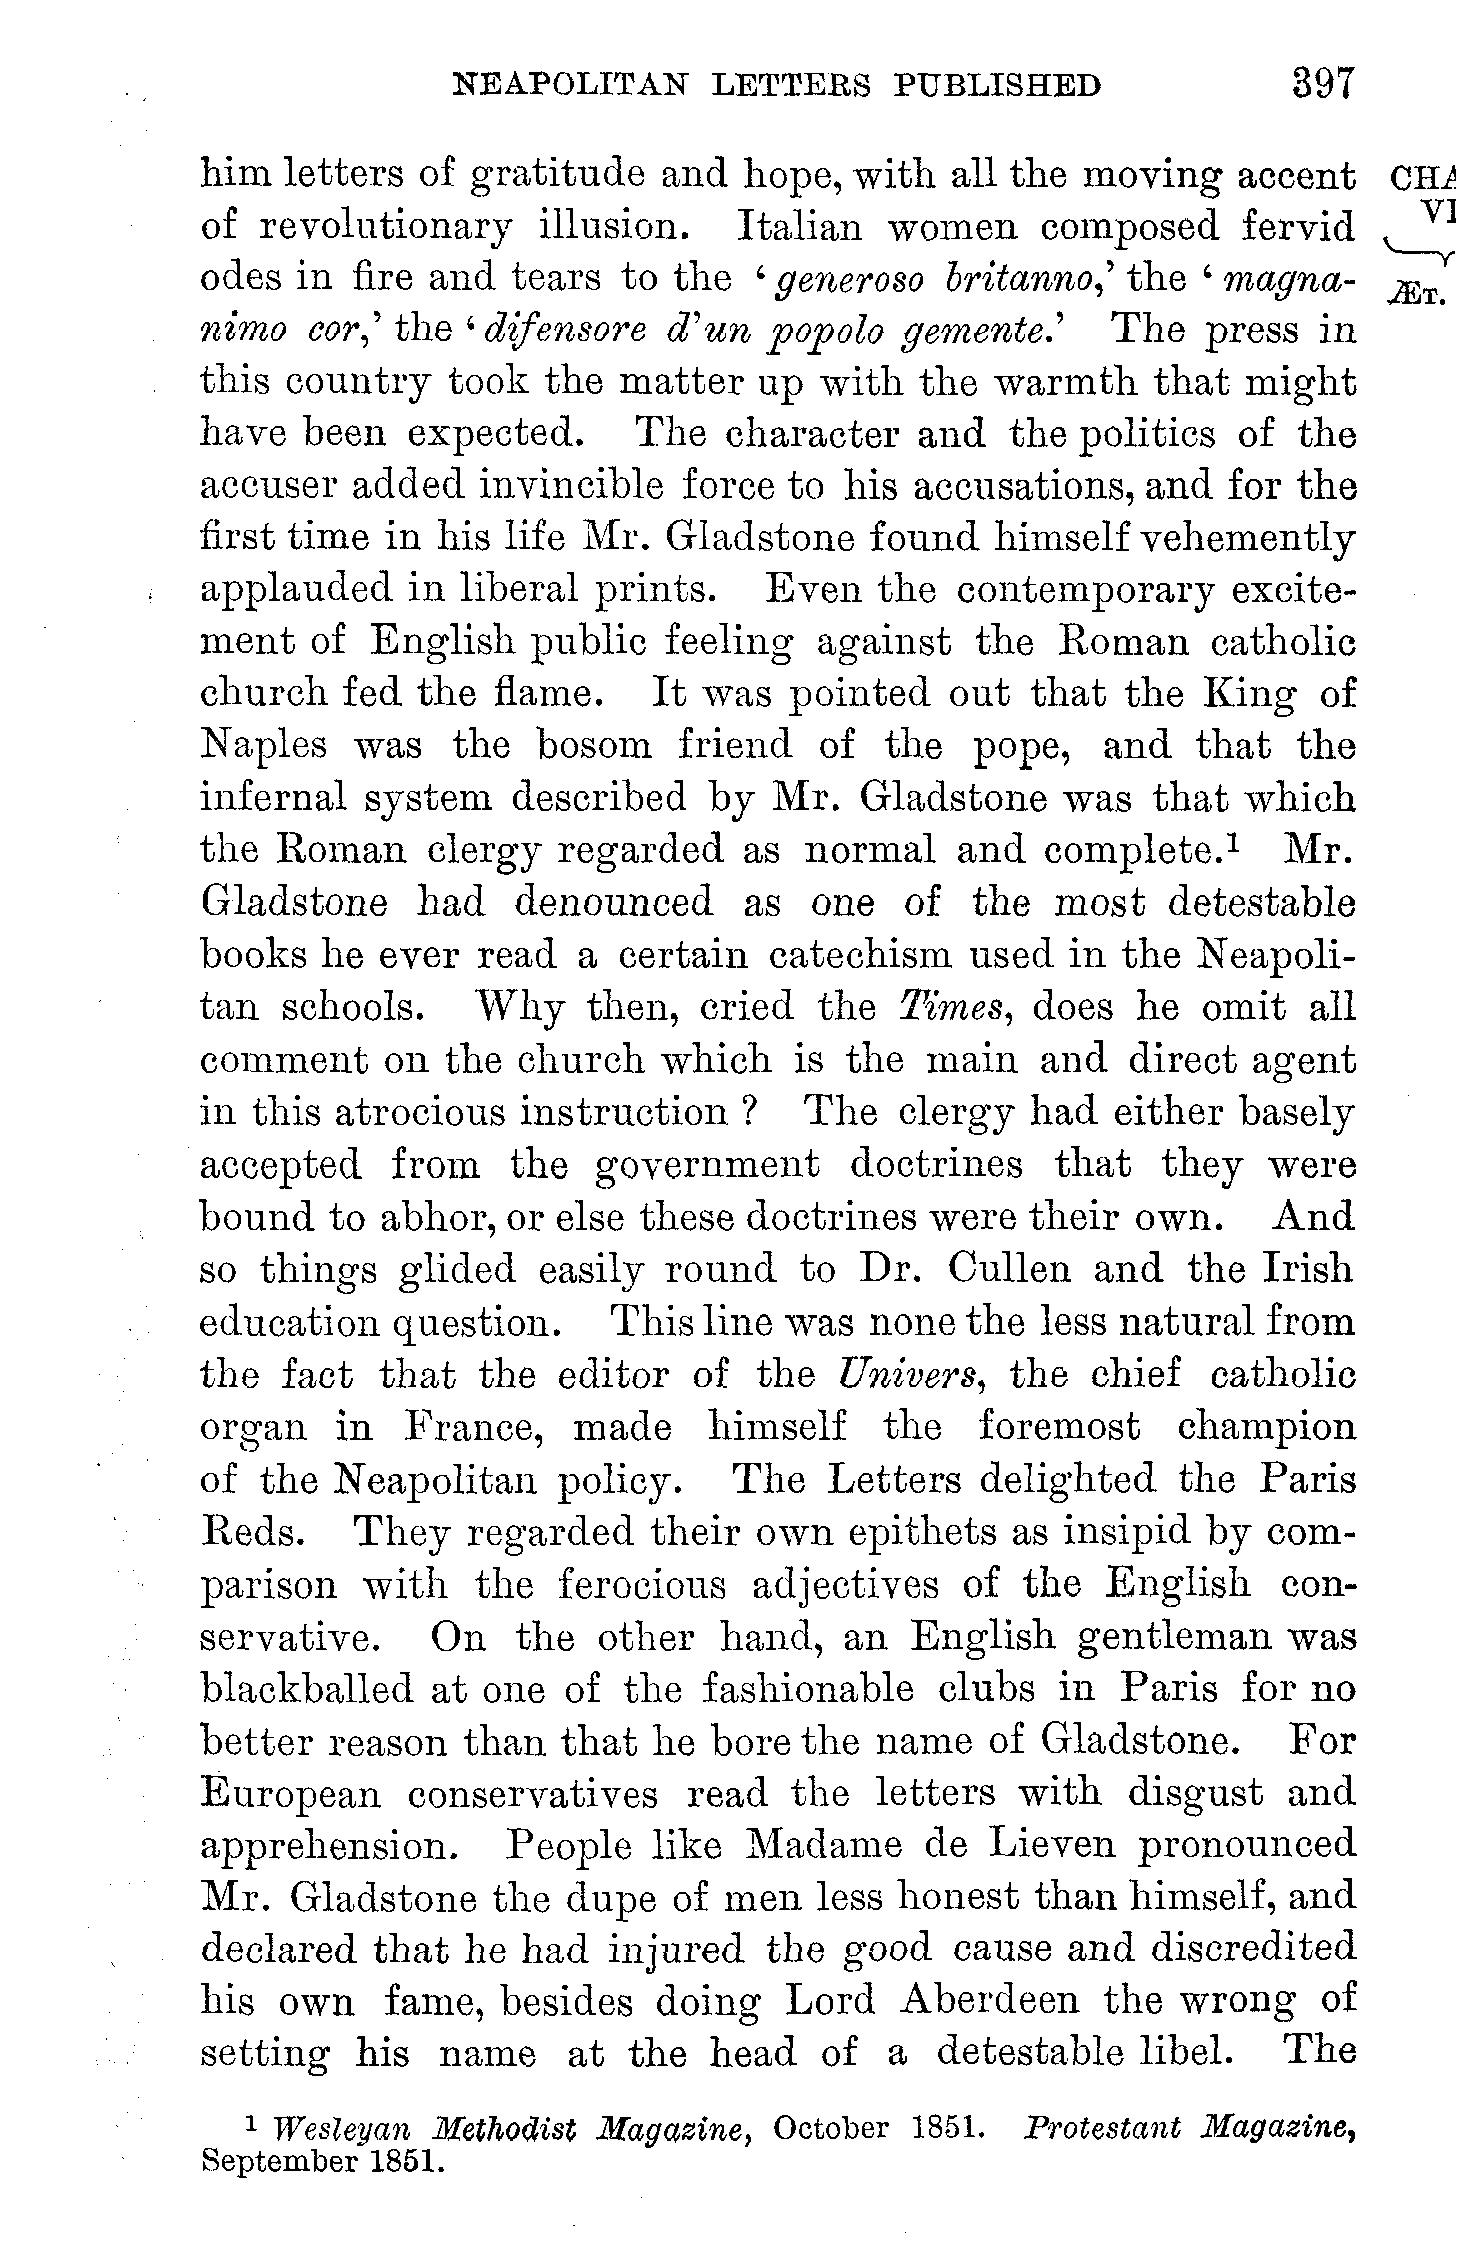 NEAPOLITAN LETTERS PUBLISHED 397
him letters of gratitude and hope, with all the moving accent
of revolutionary illusion. Italian women composed fervid
odes in fire and tears to the ‘generoso britanno,’ the ‘magna-
nimo cor,’ the ‘difensore d’un popolo gemente.’ The press in
this country took the matter up with the warmth that might
have been expected. The character and the politics of the
accuser added invincible force to his accusations, and for the
first time in his life Mr. Gladstone found himself vehemently
applauded in liberal prints. Even the contemporary excite-
ment of English public feeling against the Roman catholic
church fed the flame. It was pointed out that the King of
Naples was the bosom friend of the pope, and that the
infernal system described by Mr. Gladstone was that which
the Roman clergy regarded as normal and complete.¹ Mr.
Gladstone had denounced as one of the most detestable
books he ever read a certain catechism used in the Neapoli-
tan schools. Why then, cried the Times, does he omit all
comment on the church which is the main and direct agent
in this atrocious instruction ? The clergy had either basely
accepted from the government doctrines that they were
bound to abhor, or else these doctrines were their own. And
so things glided easily round to Dr. Cullen and the Irish
education question. This line was none the less natural from
the fact that the editor of the Univers, the chief catholic
organ in France, made himself the foremost champion
of the Neapolitan policy. The Letters delighted the Paris
Reds. They regarded their own epithets as insipid by com-
parison with the ferocious adjectives of the English con-
servative. On the other hand, an English gentleman was
blackballed at one of the fashionable clubs in Paris for no
better reason than that he bore the name of Gladstone. For
European conservatives read the letters with disgust and
apprehension. People like Madame de Lieven pronounced
Mr. Gladstone the dupe of men less honest than himself, and
declared that he had injured the good cause and discredited
his own fame, besides doing Lord Aberdeen the wrong of
setting his name at the head of a detestable libel. The
¹ Wesleyan Methodist Magazine, October 1851. Protestant Magazine,
September 1851.
ÆT.